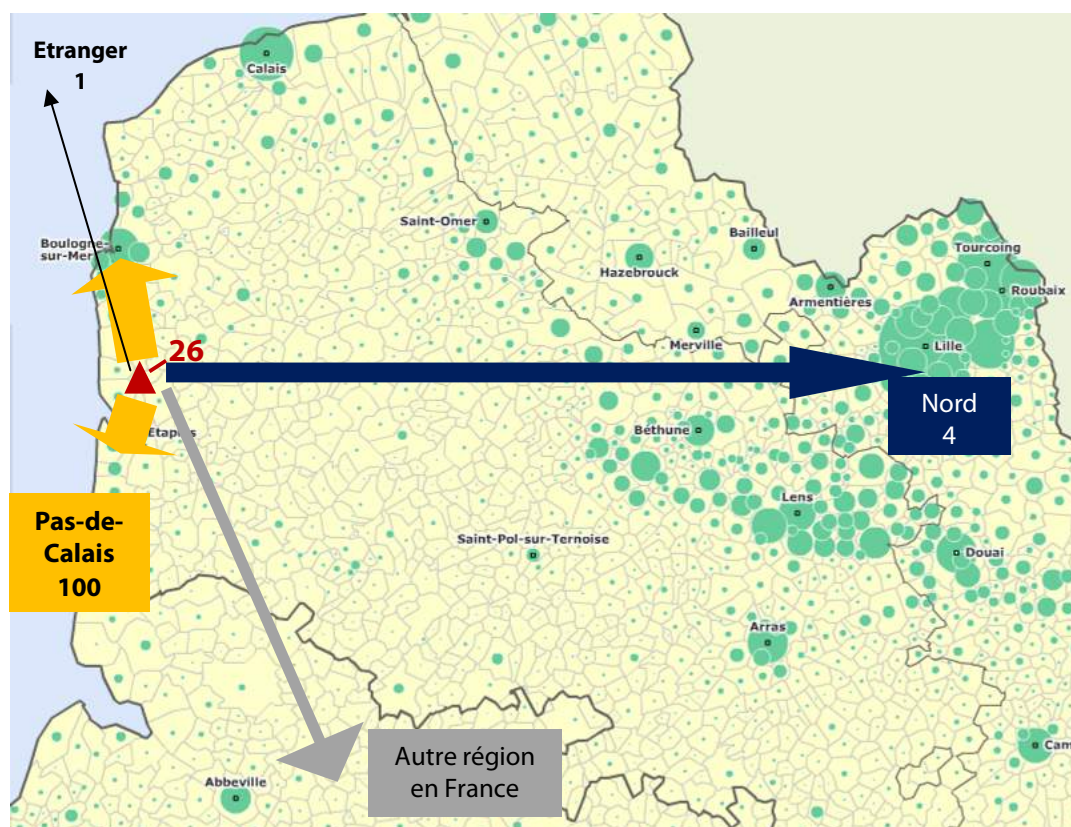 Etranger
1
Calais
Saint-Omer
Bailleul
Boulogne-
sur-Mer
Hazebrouck
Tourcoing
Roubaix
Armentières
Merville
Lille
26
Nord
4
Etaples
Béthune
Pas-de-
Calais
100
Lens
Saint-Pol-sur-Ternoise
Douai
Arras
Autre région
en France
Abbeville
Cam